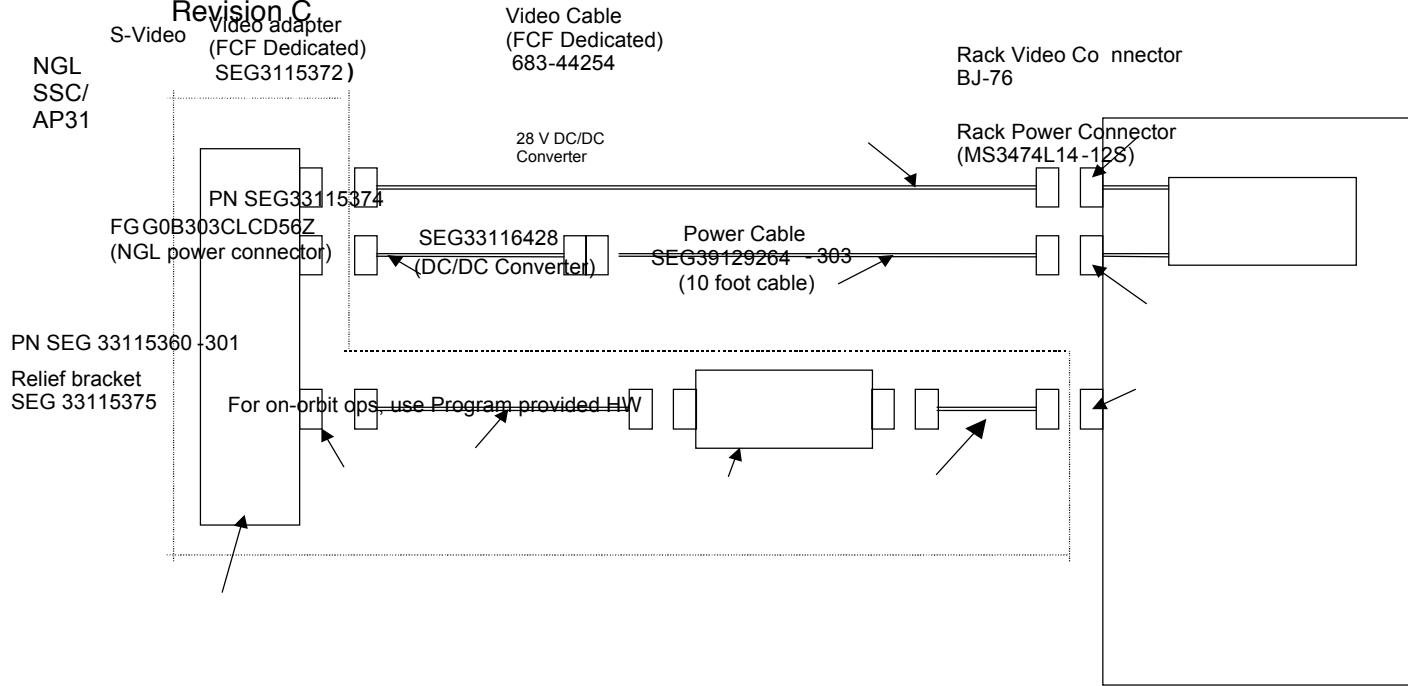 Revision C
S-Video
Video adapter
(FCF Dedicated)
SEG3115372)
Video Cable
(FCF Dedicated)
683-44254
NGL
SSC/
AP31
Rack Video Co nnector
BJ-76
28 V DC/DC
Converter
Rack Power Connector
(MS3474L14-12S)
PN SEG33115374
FGG0B303CLCD56Z
(NGL power connector)
SEG33116428
(DC/DC Converter)
Power Cable
SEG39129264 -303
(10 foot cable)
PN SEG 33115360-301
Relief bracket
SEG 33115375
For on-orbit ops, use Program provided HW